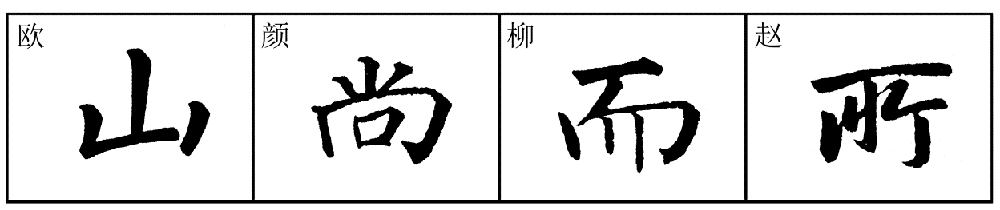 欧 颜 柳 赵
山 尚 而 所